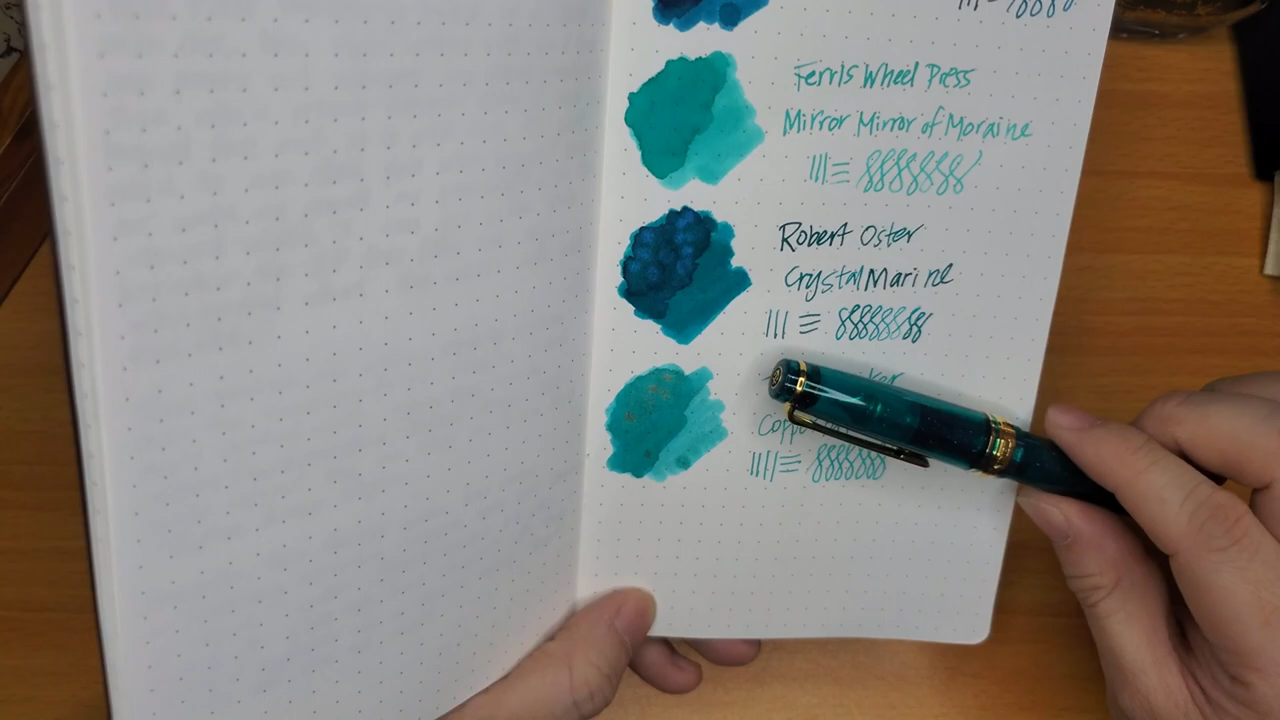 Ferris Wheel Press
Mirror Mirror of Moraine
Robert Oster
Crystal Marine